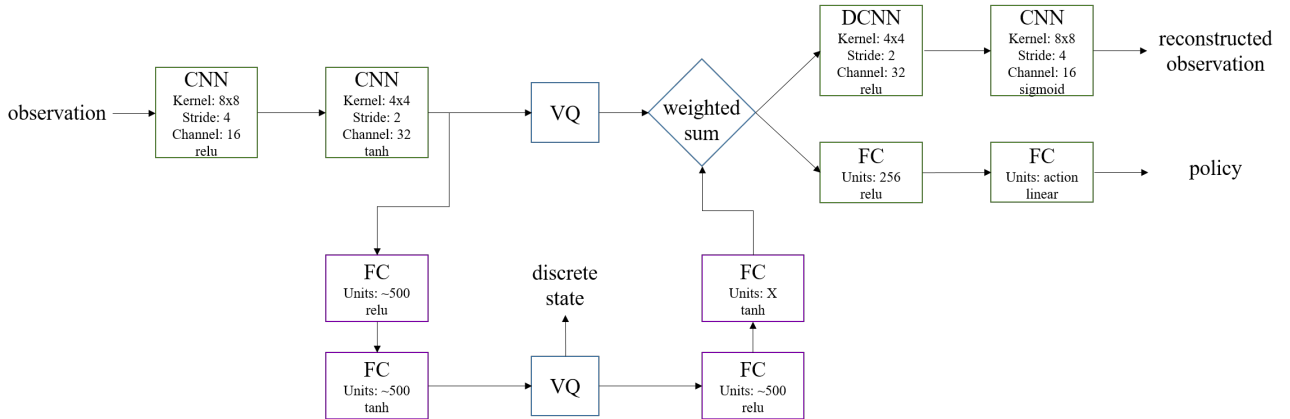 observation
CNN
Kernel: 8x8
Stride: 4
Channel: 16
relu
CNN
Kernel: 4x4
Stride: 2
Channel: 32
tanh
VQ
weighted
sum
DCNN
Kernel: 4x4
Stride: 2
Channel: 32
relu
CNN
Kernel: 8x8
Stride: 4
Channel: 16
sigmoid
reconstructed
observation
FC
Units: 256
relu
FC
Units: action
linear
policy
FC
Units: ~500
relu
FC
Units: ~500
tanh
discrete
state
VQ
FC
Units: X
tanh
FC
Units: ~500
relu